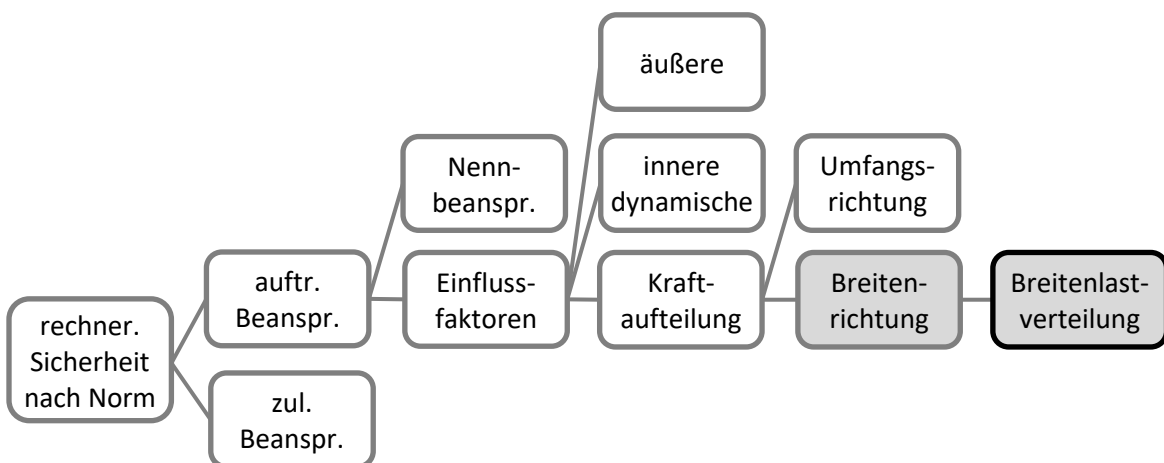 äußere
Nenn-
beanspr.
innere
dynamische
Umfangs-
richtung
rechner.
Sicherheit
nach Norm
auftr.
Beanspr.
Einfluss-
faktoren
Kraft-
aufteilung
Breiten-
richtung
Breitenlast-
verteilung
zul.
Beanspr.